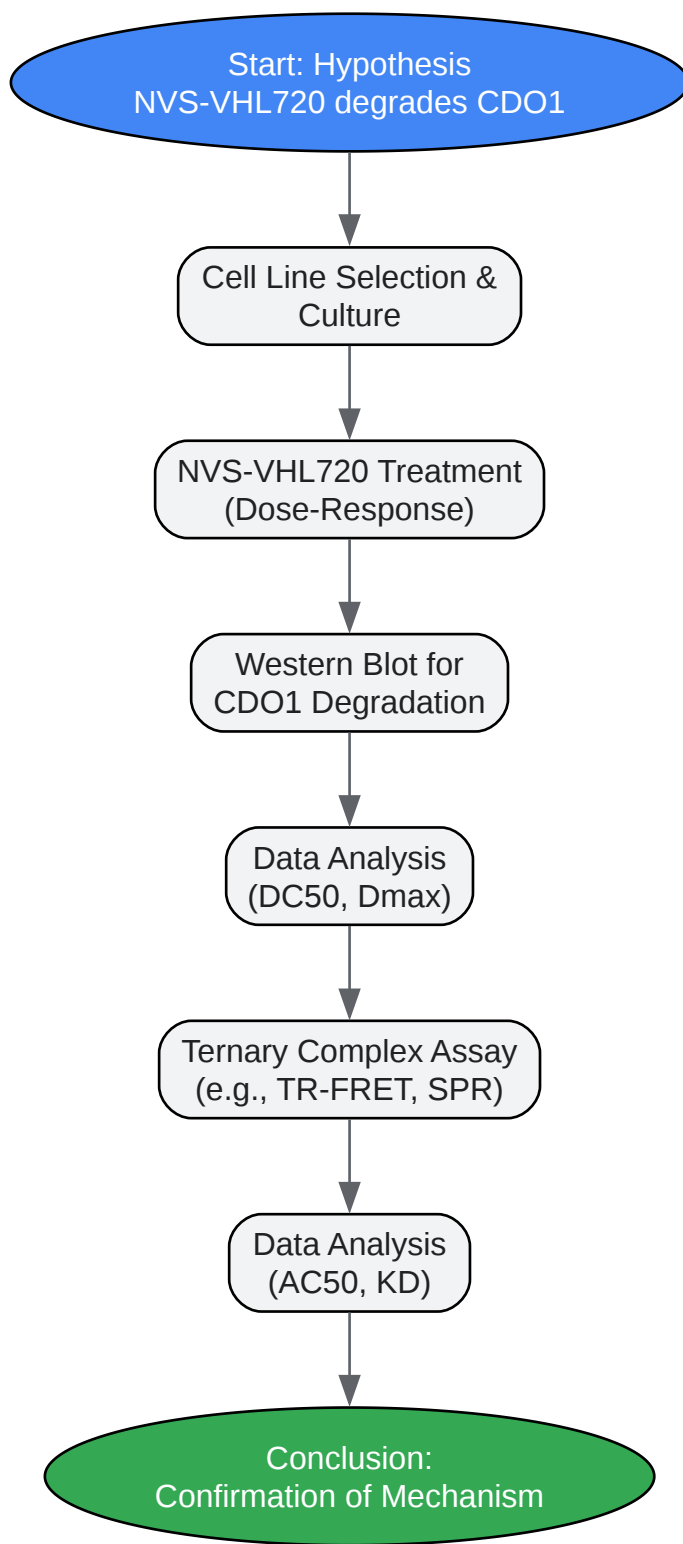 Start: Hypothesis
NVS-VHL720 degrades CDO1
Cell Line Selection &
Culture
NVS-VHL720 Treatment
(Dose-Response)
Western Blot for
CDO1 Degradation
Data Analysis
(DC50, Dmax)
Ternary Complex Assay
(e.g., TR-FRET, SPR)
Data Analysis
(AC50, KD)
Conclusion:
Confirmation of Mechanism